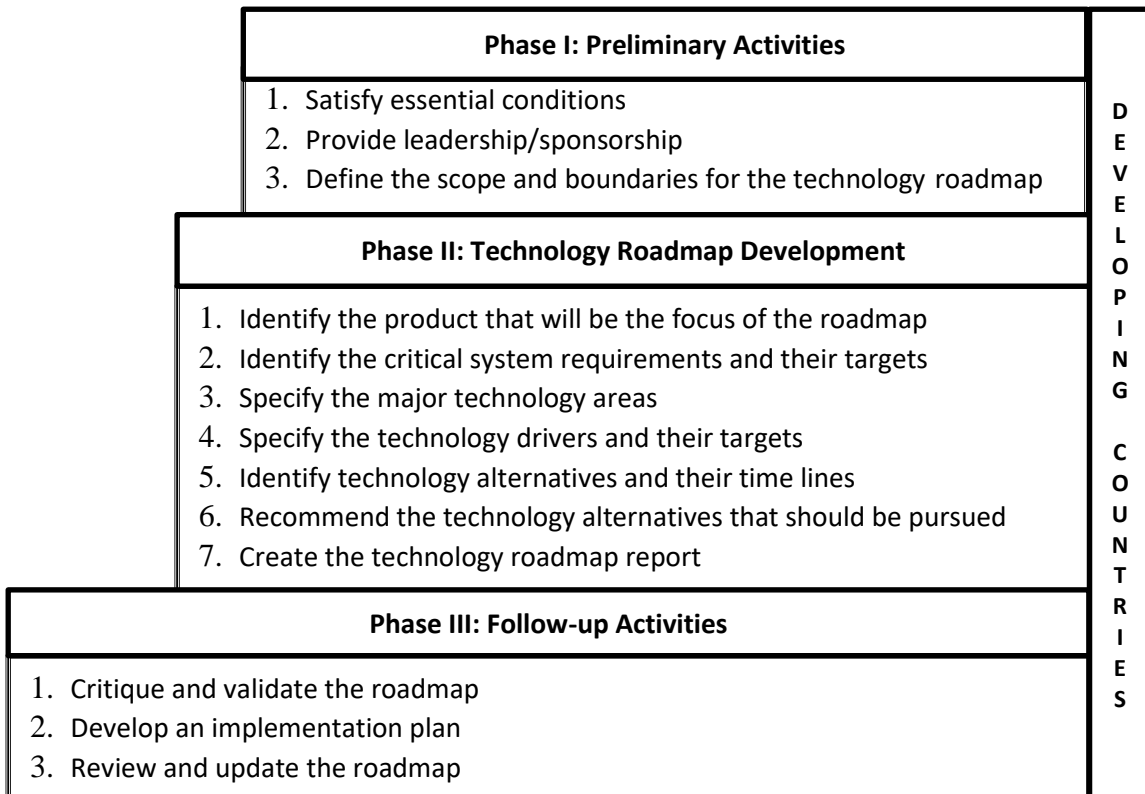 Phase I: Preliminary Activities
1. Satisfy essential conditions
2. Provide leadership/sponsorship
3. Define the scope and boundaries for the technology roadmap
Phase II: Technology Roadmap Development
1. Identify the product that will be the focus of the roadmap
2. Identify the critical system requirements and their targets
3. Specify the major technology areas
4. Specify the technology drivers and their targets
5. Identify technology alternatives and their time lines
6. Recommend the technology alternatives that should be pursued
7. Create the technology roadmap report
Phase III: Follow-up Activities
1. Critique and validate the roadmap
2. Develop an implementation plan
3. Review and update the roadmap
DEVELOPING COUNTRIES